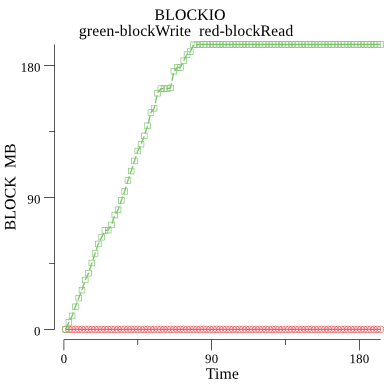 BLOCKIO
green-blockWrite red-blockRead
180
90
0
BLOCK MB
0
90
180
Time